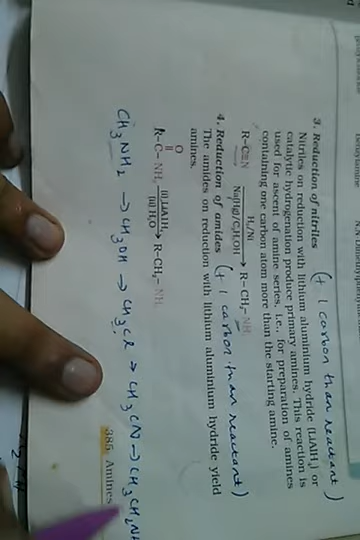 3. Reduction of nitriles (+ 1 carbon than reactant)
Nitriles on reduction with lithium aluminium hydride (LiAlH₄) or
catalytic hydrogenation produce primary amines. This reaction is
used for ascent of amine series, i.e., for preparation of amines
containing one carbon atom more than the starting amine.
R–C≡N H₂/Ni Na(Hg)/C₂H₅OH → R–CH₂–NH₂
4. Reduction of amides (+ 1 carbon than reactant)
The amides on reduction with lithium aluminium hydride yield
amines.
O
R–C–NH₂ (i) LiAlH₄ (ii) H₂O → R–CH₂–NH₂
CH₃NH₂ → CH₃OH → CH₃Cl → CH₃CN → CH₃CH₂NH
385 Amines